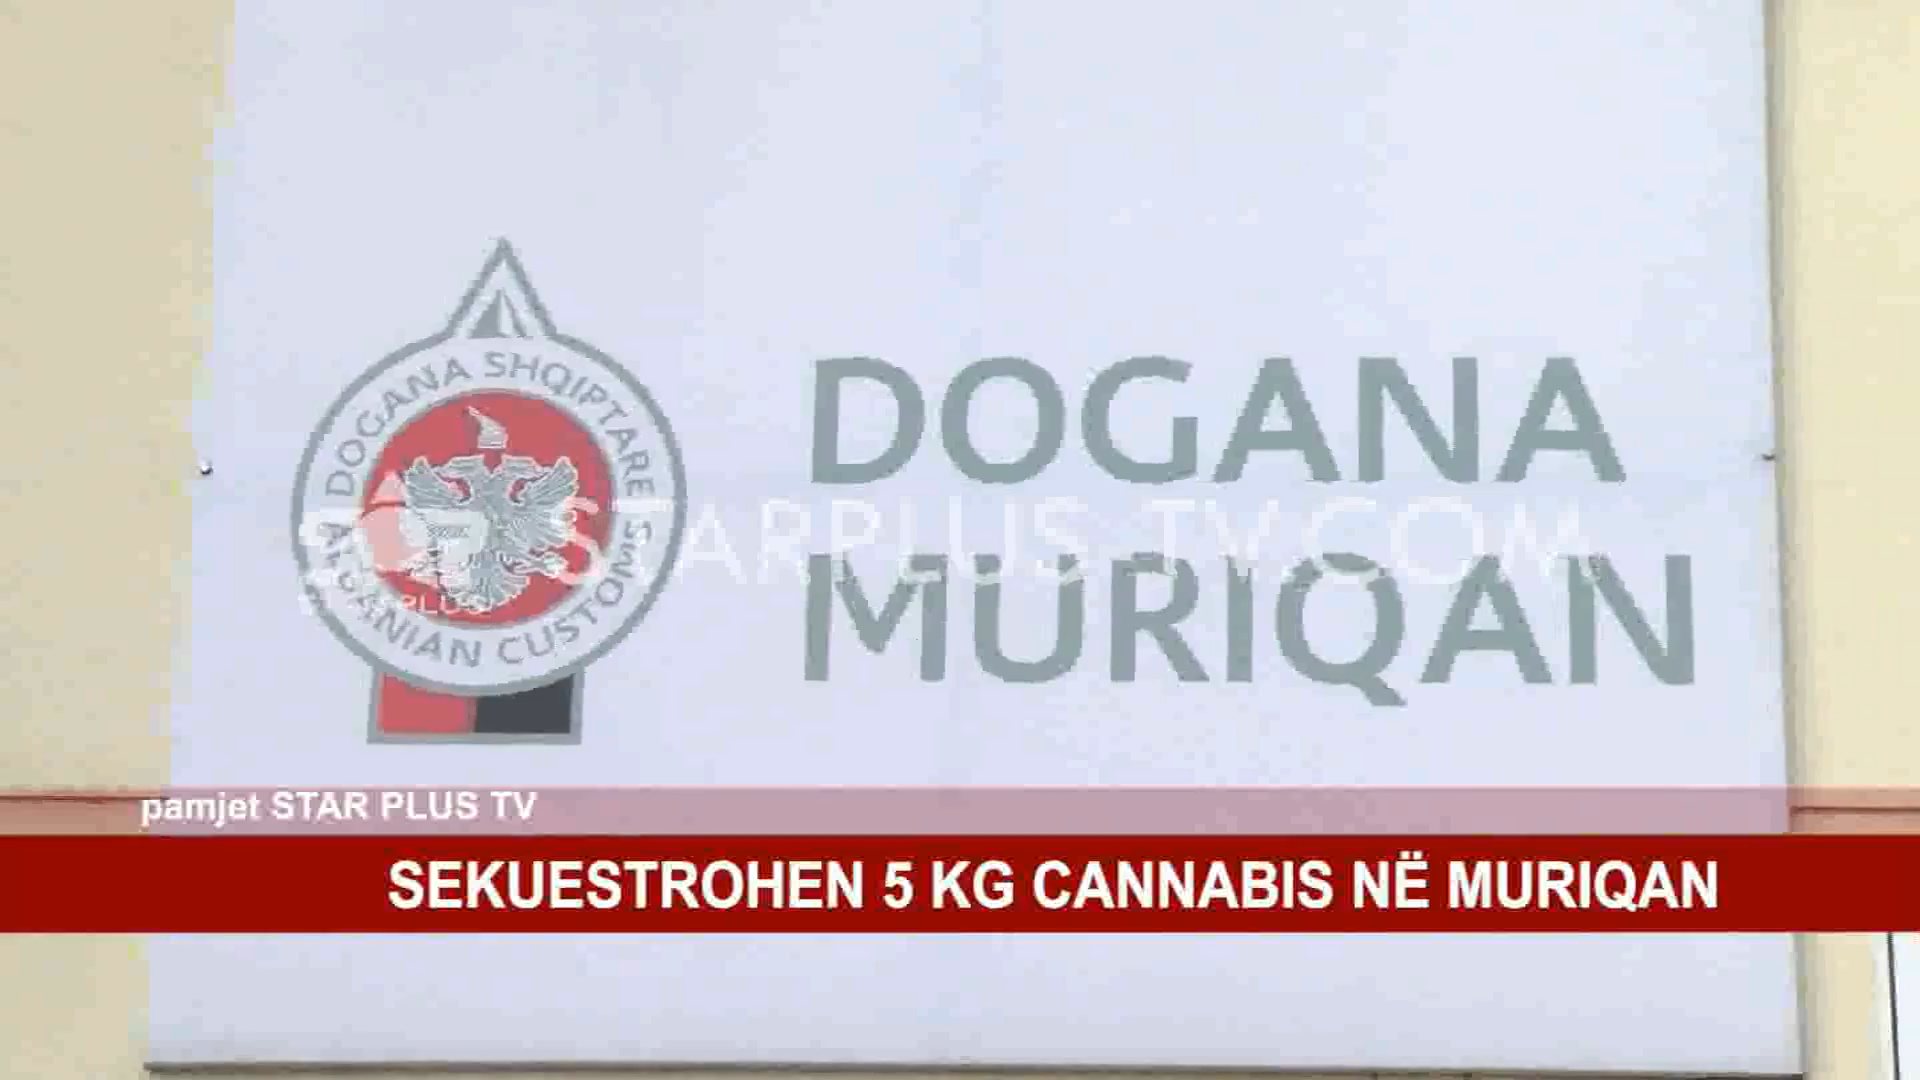 DOGANA SHQIPTARE
ALBANIAN CUSTOMS
DOGANA
MURIQAN
STARPLUS-TV.COM
pamjet STAR PLUS TV
SEKUESTROHEN 5 KG CANNABIS NË MURIQAN